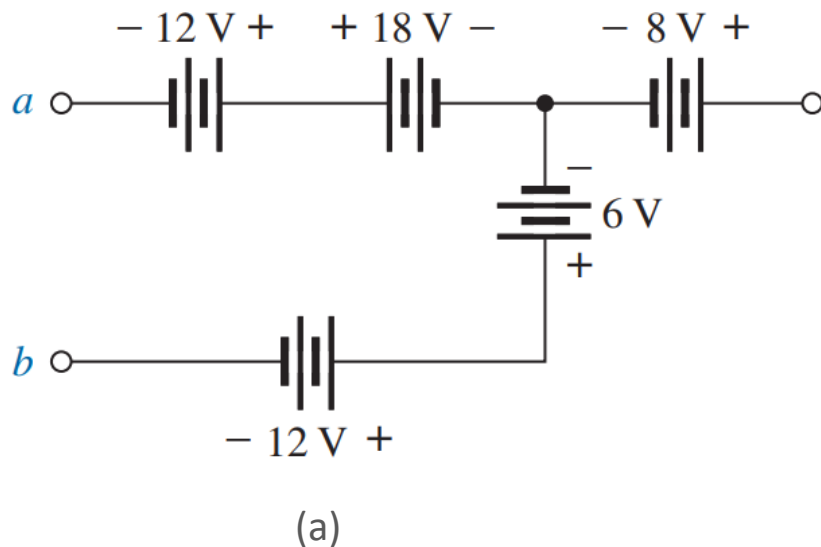 − 12 V + + 18 V - − 8 V +
a
−
6 V
+
b
− 12 V +
(a)